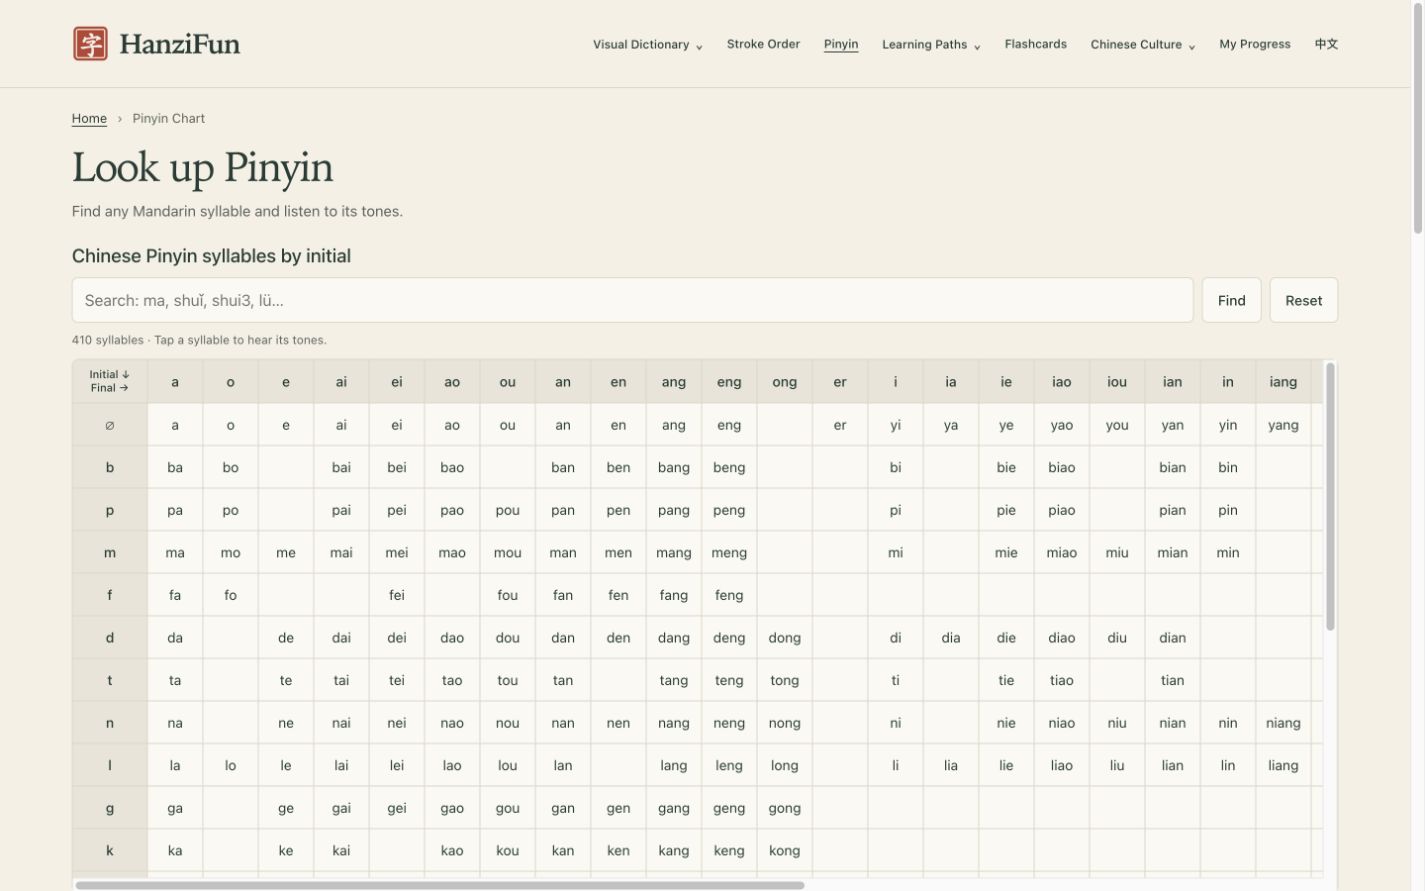 字 HanziFun
Visual Dictionary Stroke Order Pinyin Learning Paths Flashcards Chinese Culture My Progress 中文
Home › Pinyin Chart
Look up Pinyin
Find any Mandarin syllable and listen to its tones.
Chinese Pinyin syllables by initial
Search: ma, shuǐ, shui3, lü... Find Reset
410 syllables · Tap a syllable to hear its tones.
Initial ↓
Final → a o e ai ei ao ou an en ang eng ong er i ia ie iao iou ian in iang
∅ a o e ai ei ao ou an en ang eng er yi ya ye yao you yan yin yang
b ba bo bai bei bao ban ben bang beng bi bie biao bian bin
p pa po pai pei pao pou pan pen pang peng pi pie piao pian pin
m ma mo me mai mei mao mou man men mang meng mi mie miao miu mian min
f fa fo fei fou fan fen fang feng
d da de dai dei dao dou dan den dang deng dong di dia die diao diu dian
t ta te tai tei tao tou tan tang teng tong ti tie tiao tian
n na ne nai nei nao nou nan nen nang neng nong ni nie niao niu nian nin niang
l la lo le lai lei lao lou lan lang leng long li lia lie liao liu lian lin liang
g ga ge gai gei gao gou gan gen gang geng gong
k ka ke kai kao kou kan ken kang keng kong